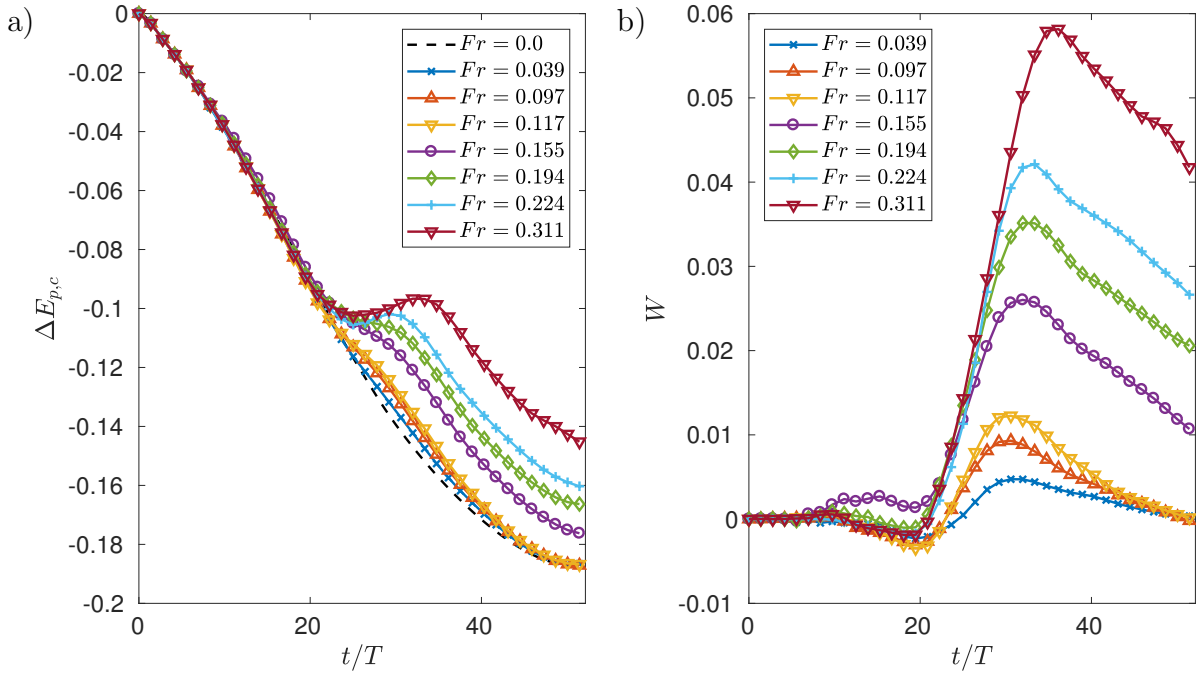 a)
0
-0.02
-0.04
-0.06
-0.08
-0.1
-0.12
-0.14
-0.16
-0.18
-0.2
0
20
40
t/T
ΔE_{p,c}
Fr = 0.0
Fr = 0.039
Fr = 0.097
Fr = 0.117
Fr = 0.155
Fr = 0.194
Fr = 0.224
Fr = 0.311
b)
0.06
0.05
0.04
0.03
0.02
0.01
0
-0.01
0
20
40
t/T
W
Fr = 0.039
Fr = 0.097
Fr = 0.117
Fr = 0.155
Fr = 0.194
Fr = 0.224
Fr = 0.311